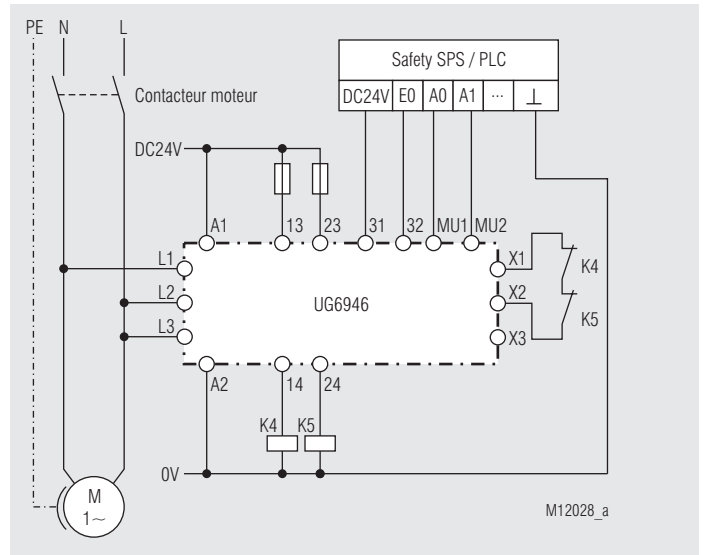 PE N L
Safety SPS / PLC
Contacteur moteur
DC24V E0 A0 A1 ... ⊥
DC24V
A1 13 23 31 32 MU1 MU2
L1 X1
K4
L2 UG6946 X2
K5
L3 X3
A2 14 24
K4 K5
0V
M
1~
M12028_a